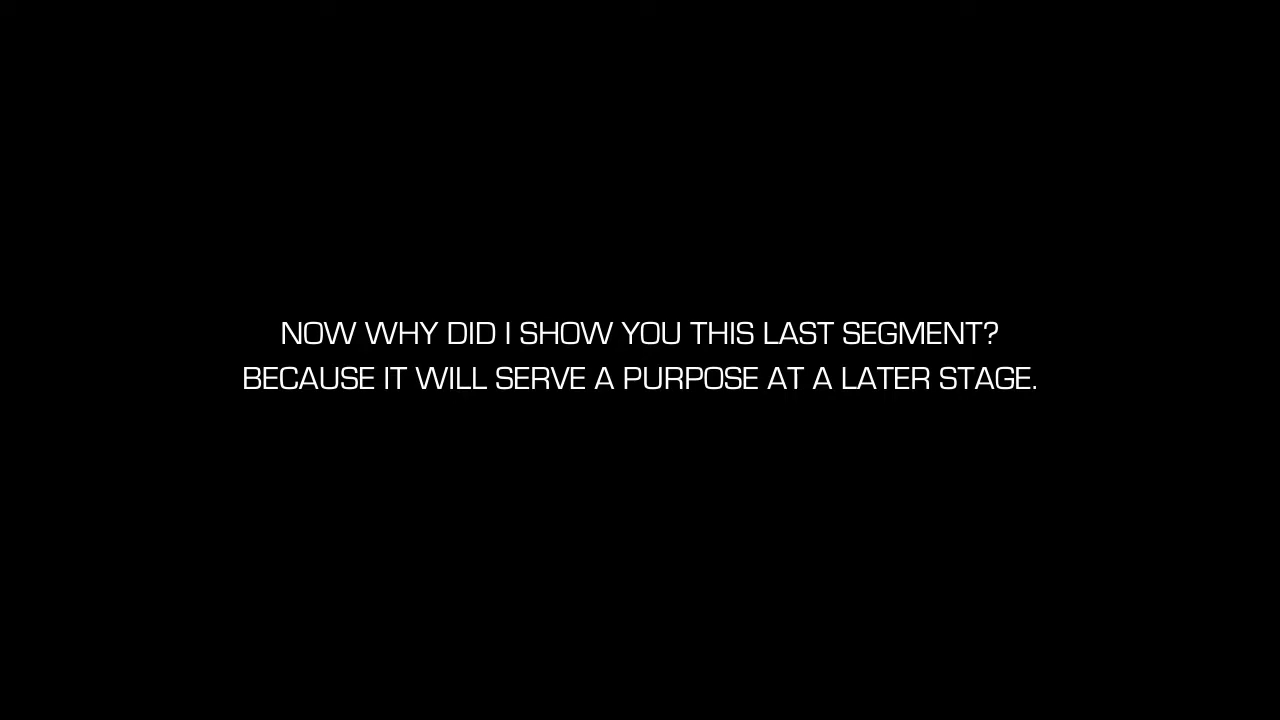 NOW WHY DID I SHOW YOU THIS LAST SEGMENT?
BECAUSE IT WILL SERVE A PURPOSE AT A LATER STAGE.